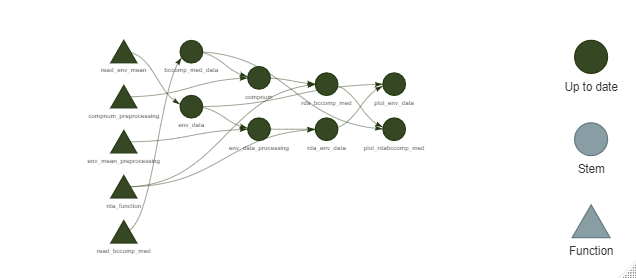 read_env_mean
bccomp_med_data
compnum_preprocessing
compnum
rda_bccomp_med
plot_env_data
env_data
env_mean_preprocessing
env_data_processing
rda_env_data
plot_rdabccomp_med
rda_function
read_bccomp_med
Up to date
Stem
Function